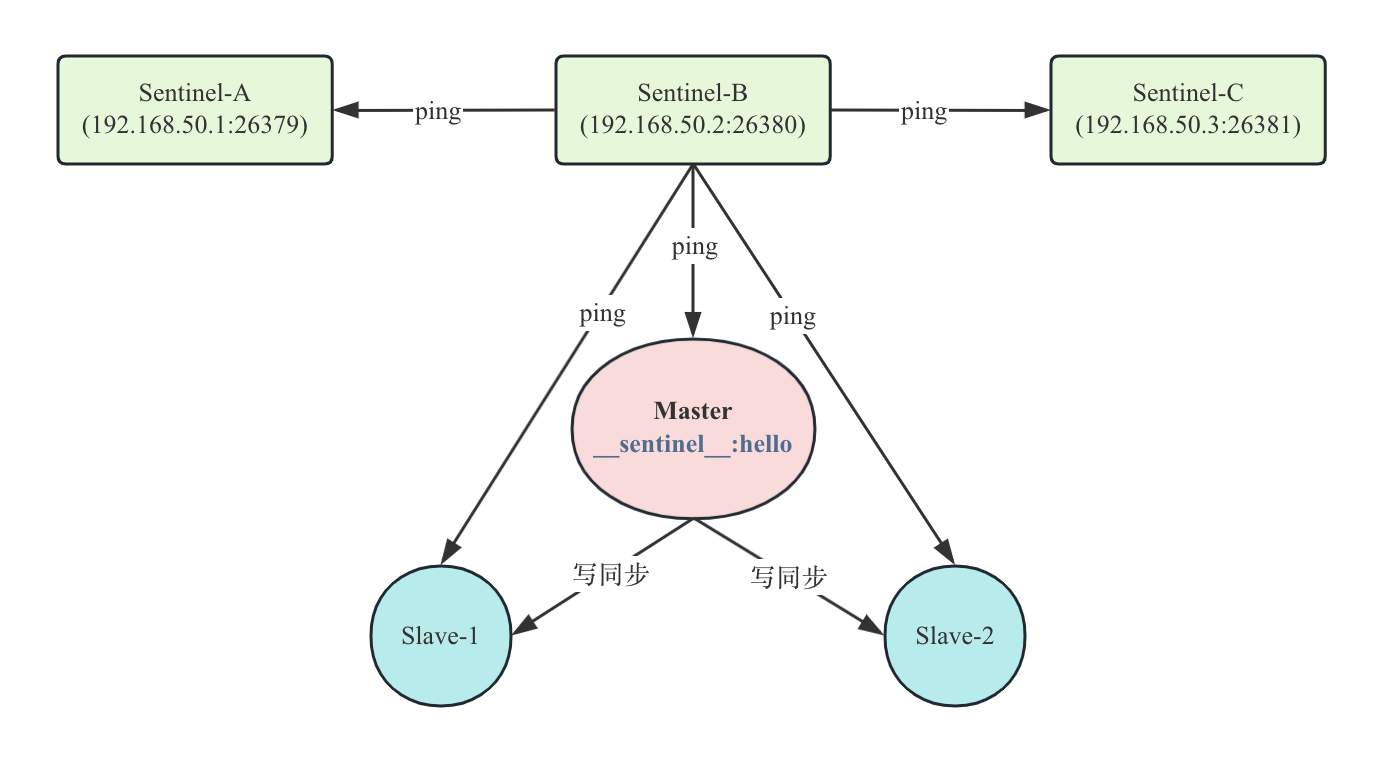 Sentinel-A
(192.168.50.1:26379)
ping
Sentinel-B
(192.168.50.2:26380)
ping
Sentinel-C
(192.168.50.3:26381)
ping
ping
ping
Master
__sentinel__:hello
写同步
写同步
Slave-1
Slave-2